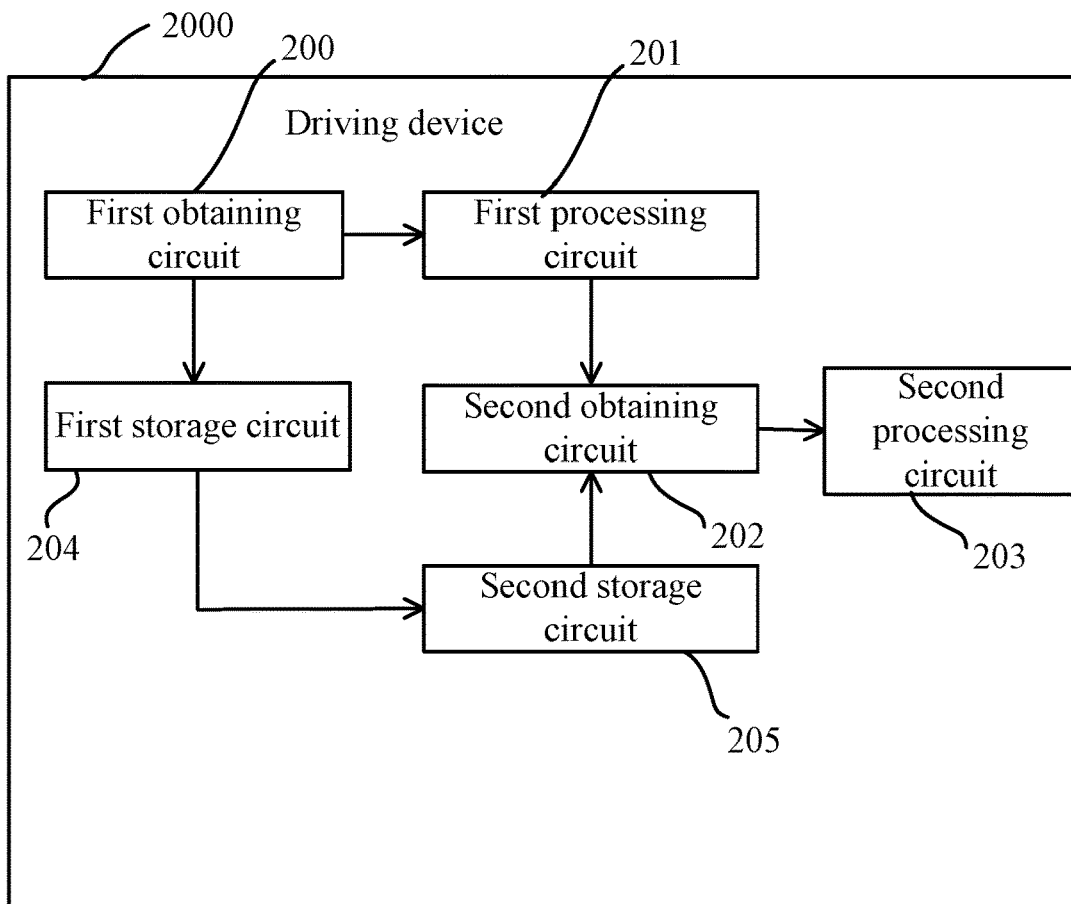 2000
200
201
Driving device
First obtaining
circuit
First processing
circuit
First storage circuit
Second obtaining
circuit
Second
processing
circuit
204
202
203
Second storage
circuit
205